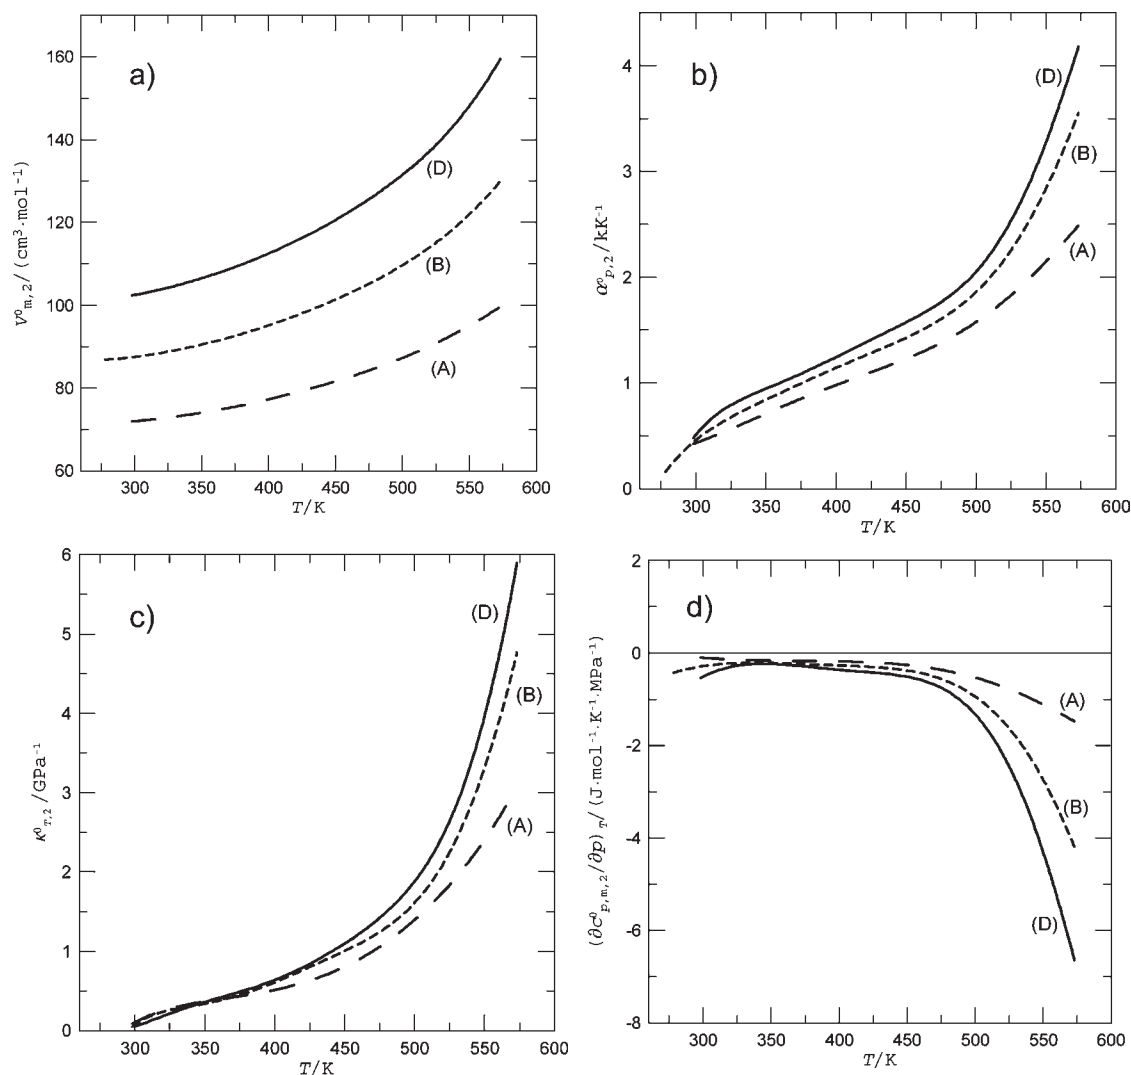 a)
160
140
120
100
80
60
300 350 400 450 500 550 600
V⁰m,2/(cm³·mol⁻¹)
T/K
(D)
(B)
(A)
b)
4
3
2
1
0
300 350 400 450 500 550 600
α⁰p,2/kK⁻¹
T/K
(D)
(B)
(A)
c)
6
5
4
3
2
1
0
300 350 400 450 500 550 600
κ⁰T,2/GPa⁻¹
T/K
(D)
(B)
(A)
d)
2
0
-2
-4
-6
-8
300 350 400 450 500 550 600
(∂C⁰p,m,2/∂p)T/(J·mol⁻¹·K⁻¹·MPa⁻¹)
T/K
(A)
(B)
(D)